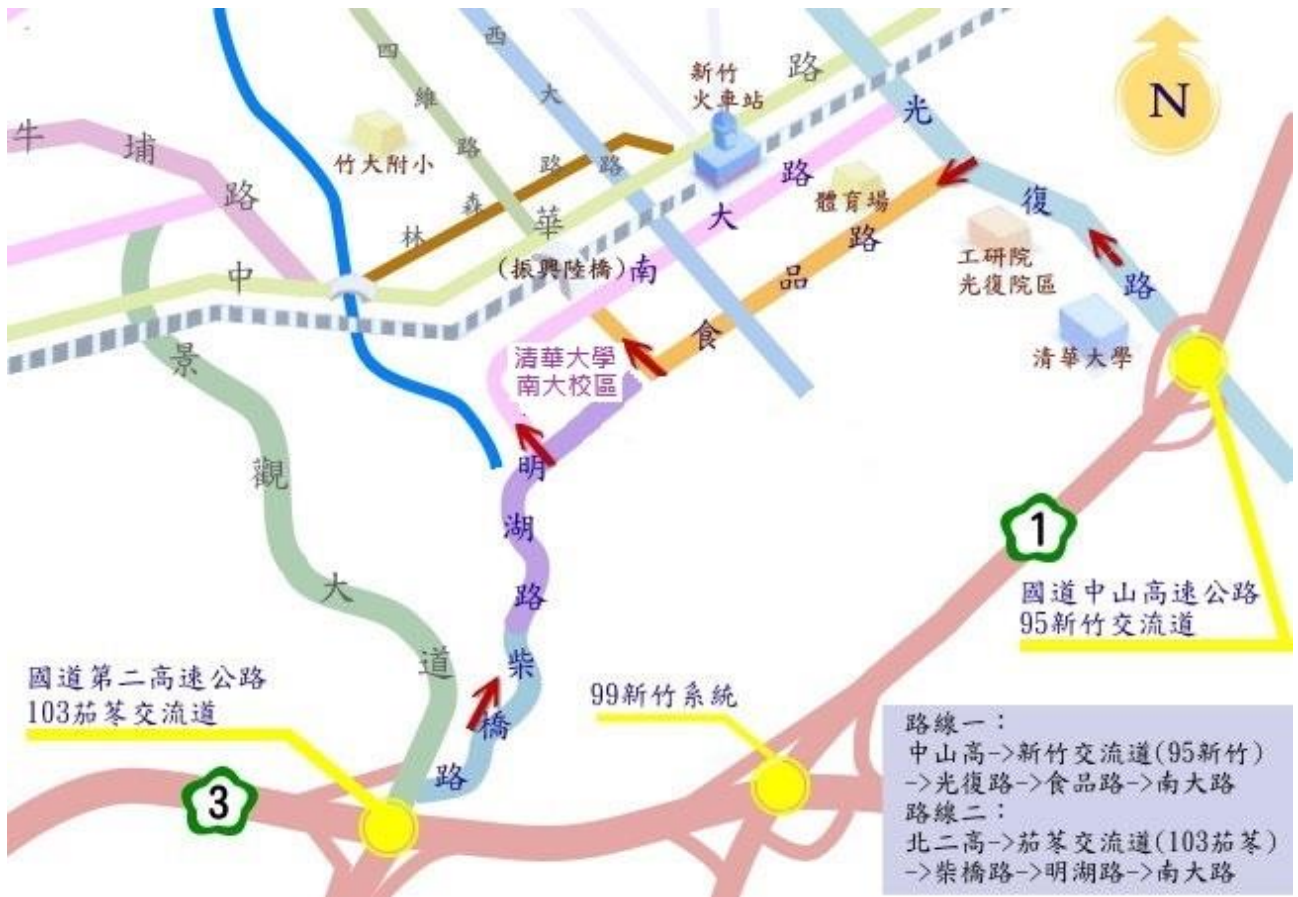 牛埔路
竹大附小
四維路
西大路
新竹
火車站
中華路
林森路
(振興陸橋)
南大路
體育場
食品路
光復路
工研院
光復院區
清華大學
N
清華大學
南大校區
明湖路
柴橋路
景觀大道
1
國道中山高速公路
95新竹交流道
國道第二高速公路
103茄苳交流道
3
99新竹系統
路線一：
中山高->新竹交流道(95新竹)
->光復路->食品路->南大路
路線二：
北二高->茄苳交流道(103茄苳)
->柴橋路->明湖路->南大路